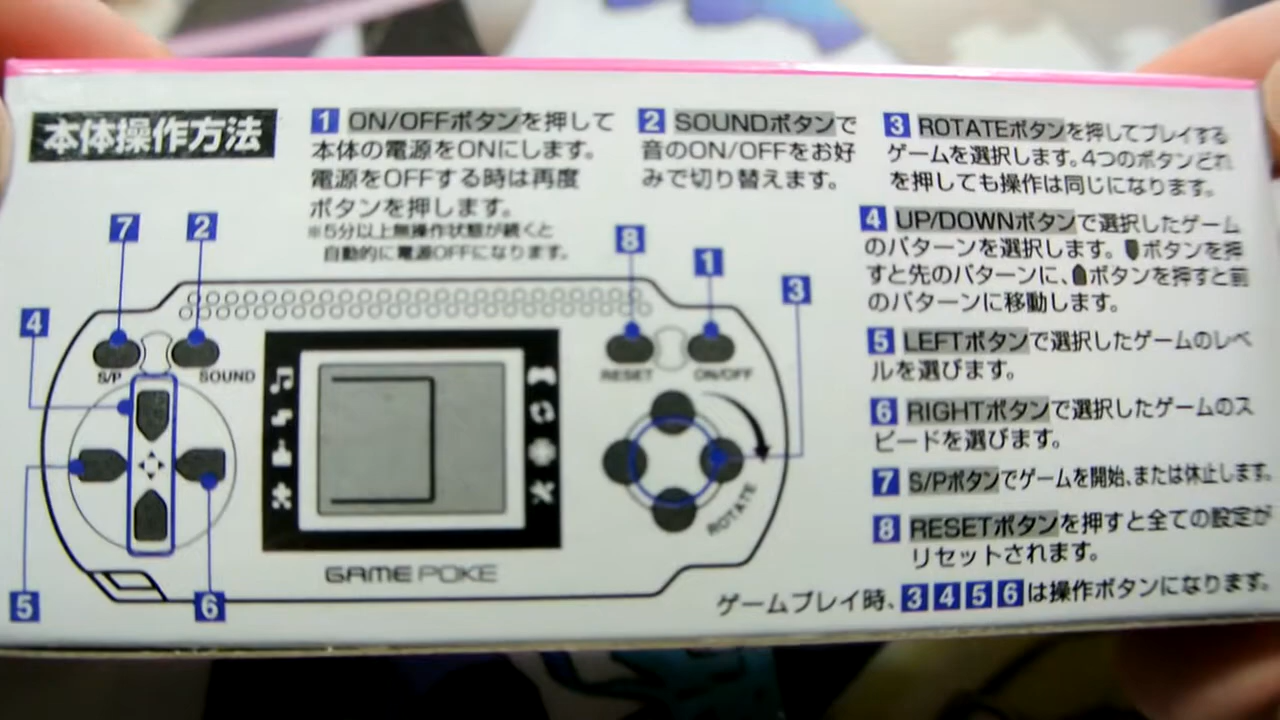 本体操作方法
1 ON/OFFボタンを押して
本体の電源をONにします。
電源をOFFする時は再度
ボタンを押します。
※5分以上無操作状態が続くと
自動的に電源OFFになります。
2 SOUNDボタンで
音のON/OFFをお好
みで切り替えます。
3 ROTATEボタンを押してプレイする
ゲームを選択します。4つのボタンどれ
を押しても操作は同じになります。
4 UP/DOWNボタンで選択したゲーム
のパターンを選択します。ボタンを押
すと先のパターンに、ボタンを押すと前
のパターンに移動します。
5 LEFTボタンで選択したゲームのレベ
ルを選びます。
6 RIGHTボタンで選択したゲームのス
ピードを選びます。
7 S/Pボタンでゲームを開始、または休止します。
8 RESETボタンを押すと全ての設定が
リセットされます。
ゲームプレイ時、3 4 5 6は操作ボタンになります。
7 2
8 1
3
4
S/P SOUND
RESET ON/OFF
ROTATE
GAME POKE
5 6